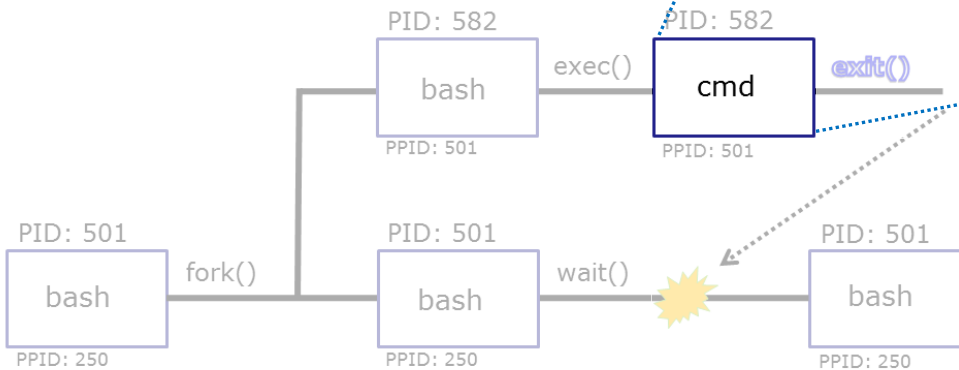 PID: 582
PID: 582
bash
exec()
cmd
exit()
PPID: 501
PPID: 501
PID: 501
PID: 501
PID: 501
bash
fork()
bash
wait()
bash
PPID: 250
PPID: 250
PPID: 250